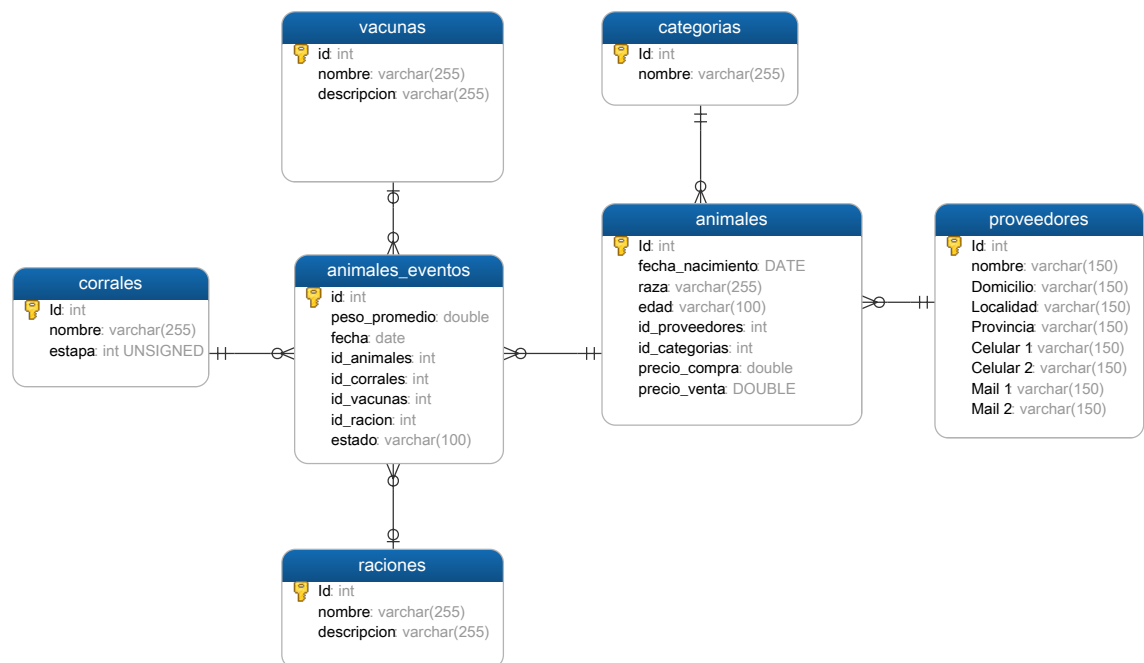 vacunas
id: int
nombre: varchar(255)
descripcion: varchar(255)
categorias
Id: int
nombre: varchar(255)
corrales
Id: int
nombre: varchar(255)
estapa: int UNSIGNED
animales_eventos
id: int
peso_promedio: double
fecha: date
id_animales: int
id_corrales: int
id_vacunas: int
id_racion: int
estado: varchar(100)
animales
Id: int
fecha_nacimiento: DATE
raza: varchar(255)
edad: varchar(100)
id_proveedores: int
id_categorias: int
precio_compra: double
precio_venta: DOUBLE
proveedores
Id: int
nombre: varchar(150)
Domicilio: varchar(150)
Localidad: varchar(150)
Provincia: varchar(150)
Celular 1: varchar(150)
Celular 2: varchar(150)
Mail 1: varchar(150)
Mail 2: varchar(150)
raciones
Id: int
nombre: varchar(255)
descripcion: varchar(255)